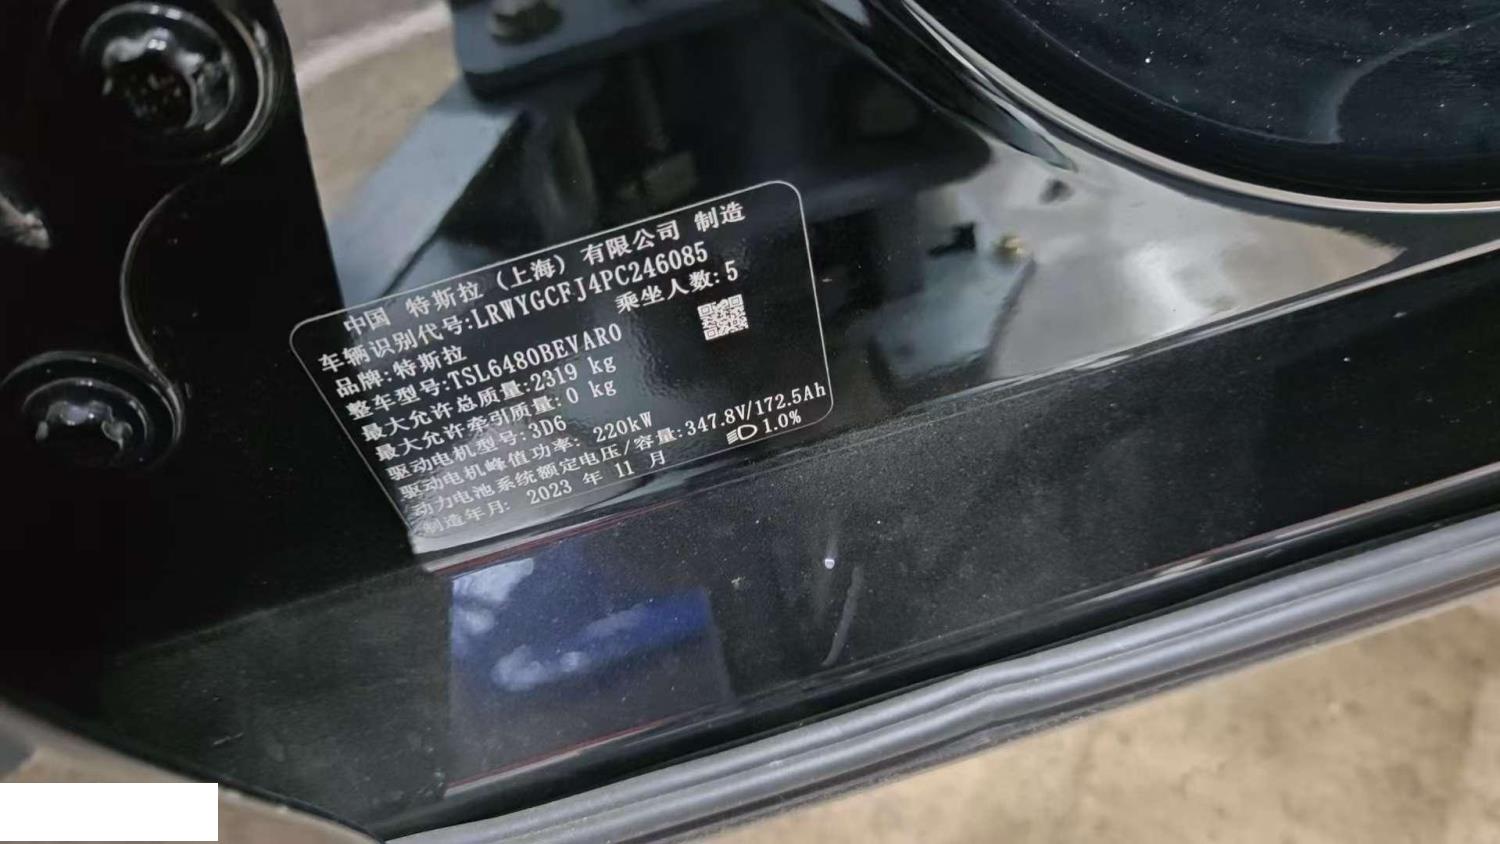 中国 特斯拉（上海）有限公司 制造
车辆识别代号:LRWYGCFJ4PC246085
品牌:特斯拉 乘坐人数:5
整车型号:TSL6480BEVAR0
最大允许总质量:2319 kg
最大允许牵引质量:0 kg
驱动电机型号:3D6
驱动电机峰值功率: 220kW
动力电池系统额定电压/容量:347.8V/172.5Ah
制造年月: 2023 年 11 月 1.0%